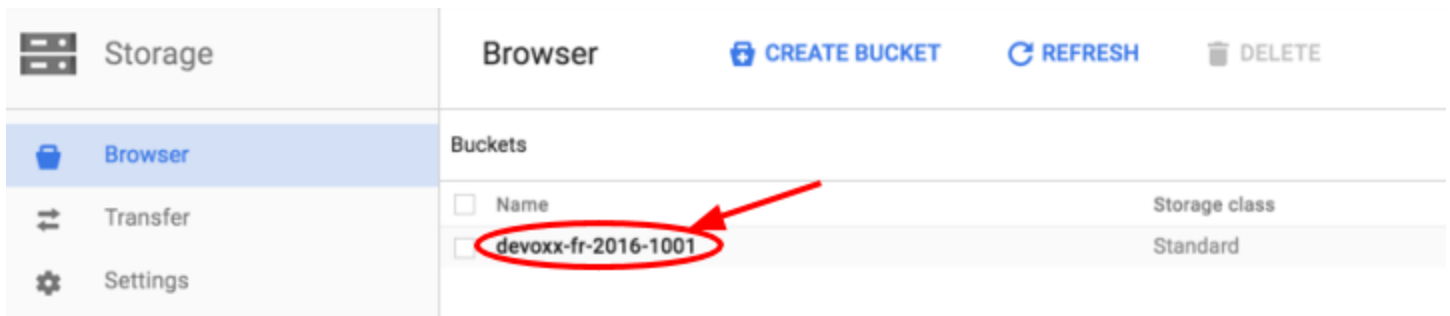 Storage
Browser CREATE BUCKET REFRESH DELETE
Browser
Transfer
Settings
Buckets
Name Storage class
devoxx-fr-2016-1001 Standard